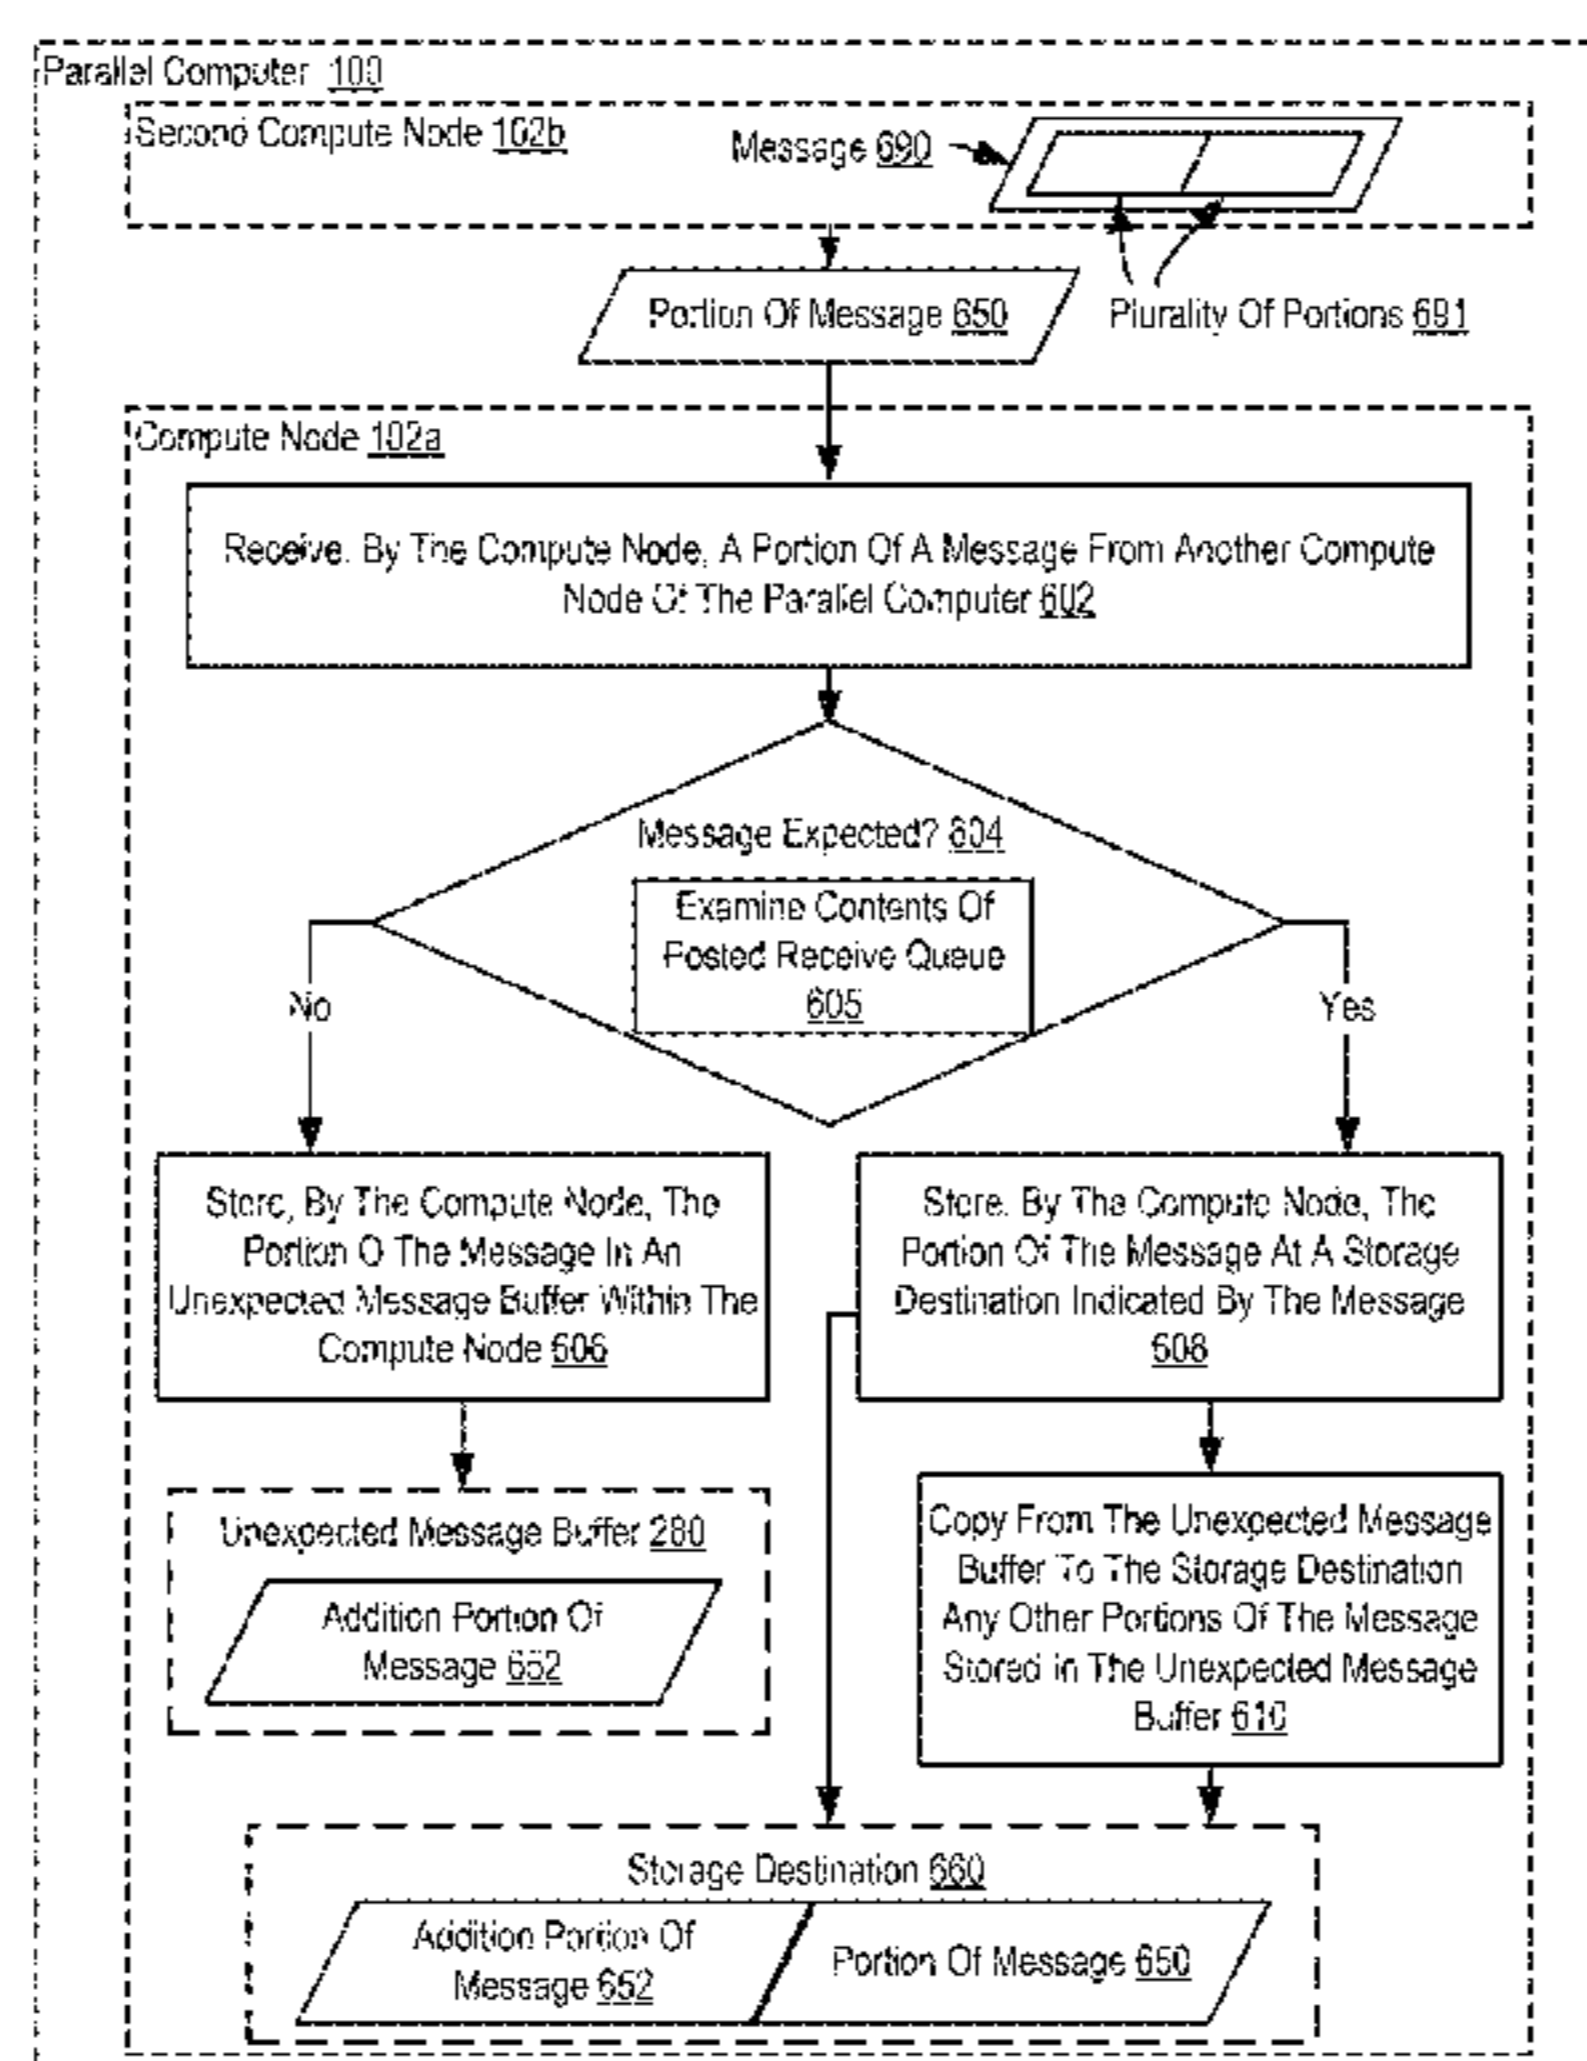 Parallel Computer 100
Second Compute Node 102b
Message 690
Portion Of Message 650
Plurality Of Portions 691
Compute Node 102a
Receive, By The Compute Node, A Portion Of A Message From Another Compute
Node Of The Parallel Computer 602
Message Expected? 604
Examine Contents Of
Posted Receive Queue
605
No
Yes
Store, By The Compute Node, The
Portion O The Message In An
Unexpected Message Buffer Within The
Compute Node 606
Store, By The Compute Node, The
Portion Of The Message At A Storage
Destination Indicated By The Message
608
Unexpected Message Buffer 280
Addition Portion Of
Message 652
Copy From The Unexpected Message
Buffer To The Storage Destination
Any Other Portions Of The Message
Stored in The Unexpected Message
Buffer 610
Storage Destination 660
Addition Portion Of
Message 652
Portion Of Message 650